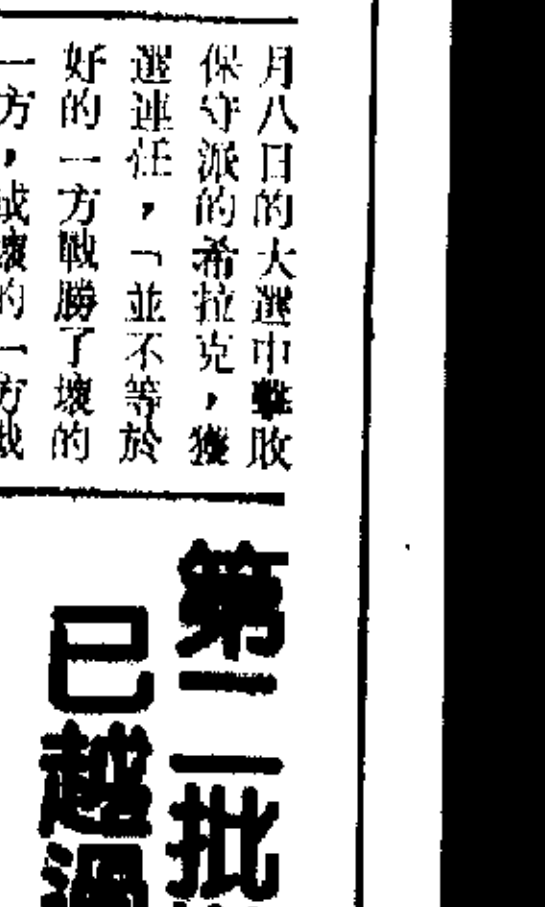 月八日的大選中擊敗
保守派的希拉克，獲
選連任，「並不等於
好的一方戰勝了壞的
一方，或壞的一方戰
第二批
已越過